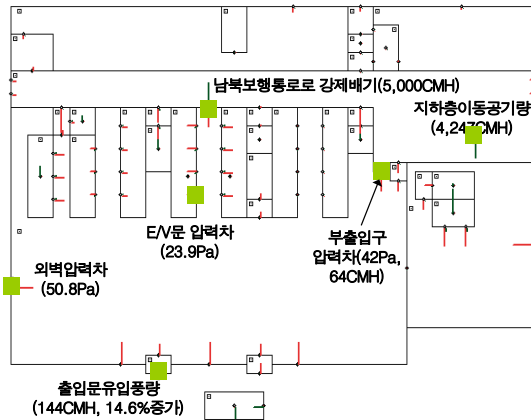 남북보행통로로 강제배기(5,000CMH)
지하층이동공기량
(4,247CMH)
E/V문 압력차
(23.9Pa)
부출입구
압력차(42Pa,
64CMH)
외벽압력차
(50.8Pa)
출입문유입풍량
(144CMH, 14.6%증가)